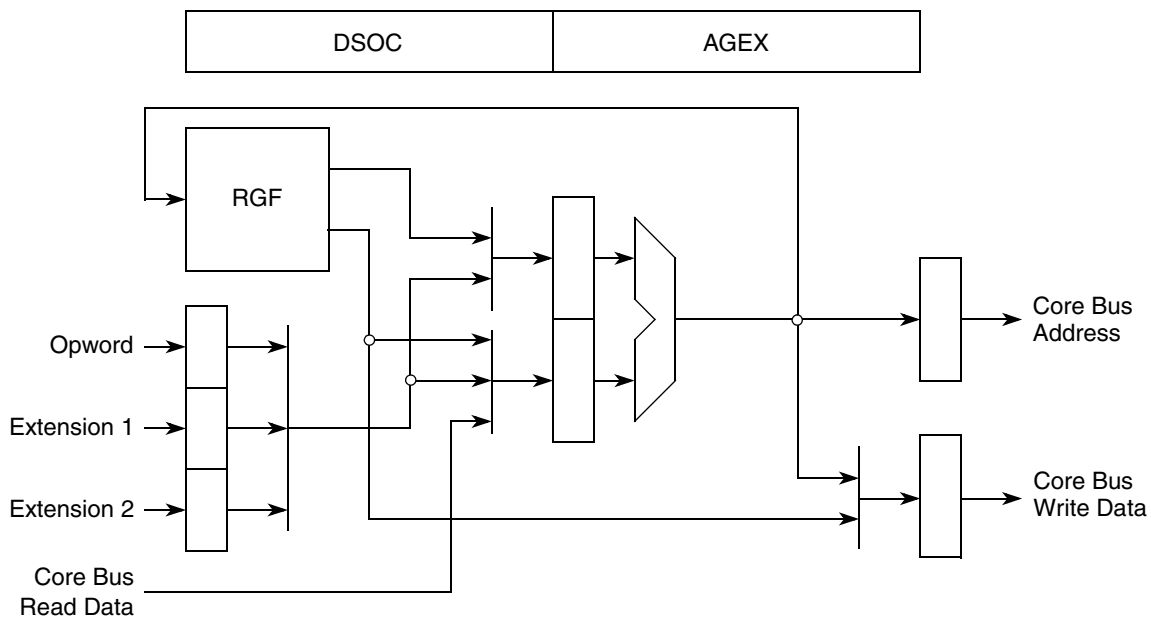 DSOC
AGEX
RGF
Opword
Extension 1
Extension 2
Core Bus
Read Data
Core Bus
Address
Core Bus
Write Data